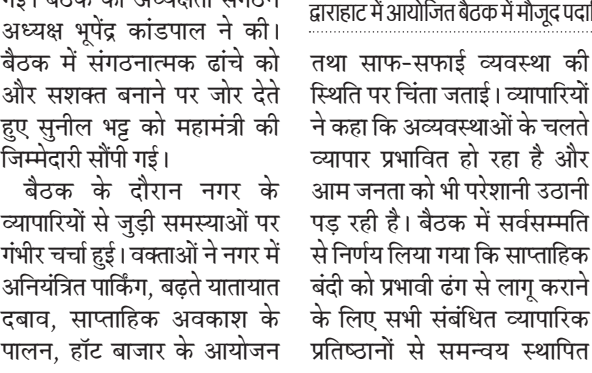 गई। बैठक की अध्यक्षता संगठन
अध्यक्ष भूपेंद्र कांडपाल ने की।
बैठक में संगठनात्मक ढांचे को
और सशक्त बनाने पर जोर देते
हुए सुनील भट्ट को महामंत्री की
जिम्मेदारी सौंपी गई।
बैठक के दौरान नगर के
व्यापारियों से जुड़ी समस्याओं पर
गंभीर चर्चा हुई। वक्ताओं ने नगर में
अनियंत्रित पार्किंग, बढ़ते यातायात
दबाव, साप्ताहिक अवकाश के
पालन, हॉट बाजार के आयोजन
द्वाराहाट में आयोजित बैठक में मौजूद
तथा साफ-सफाई व्यवस्था की
स्थिति पर चिंता जताई। व्यापारियों
ने कहा कि अव्यवस्थाओं के चलते
व्यापार प्रभावित हो रहा है और
आम जनता को भी परेशानी उठानी
पड़ रही है। बैठक में सर्वसम्मति
से निर्णय लिया गया कि साप्ताहिक
बंदी को प्रभावी ढंग से लागू कराने
के लिए सभी संबंधित व्यापारिक
प्रतिष्ठानों से समन्वय स्थापित